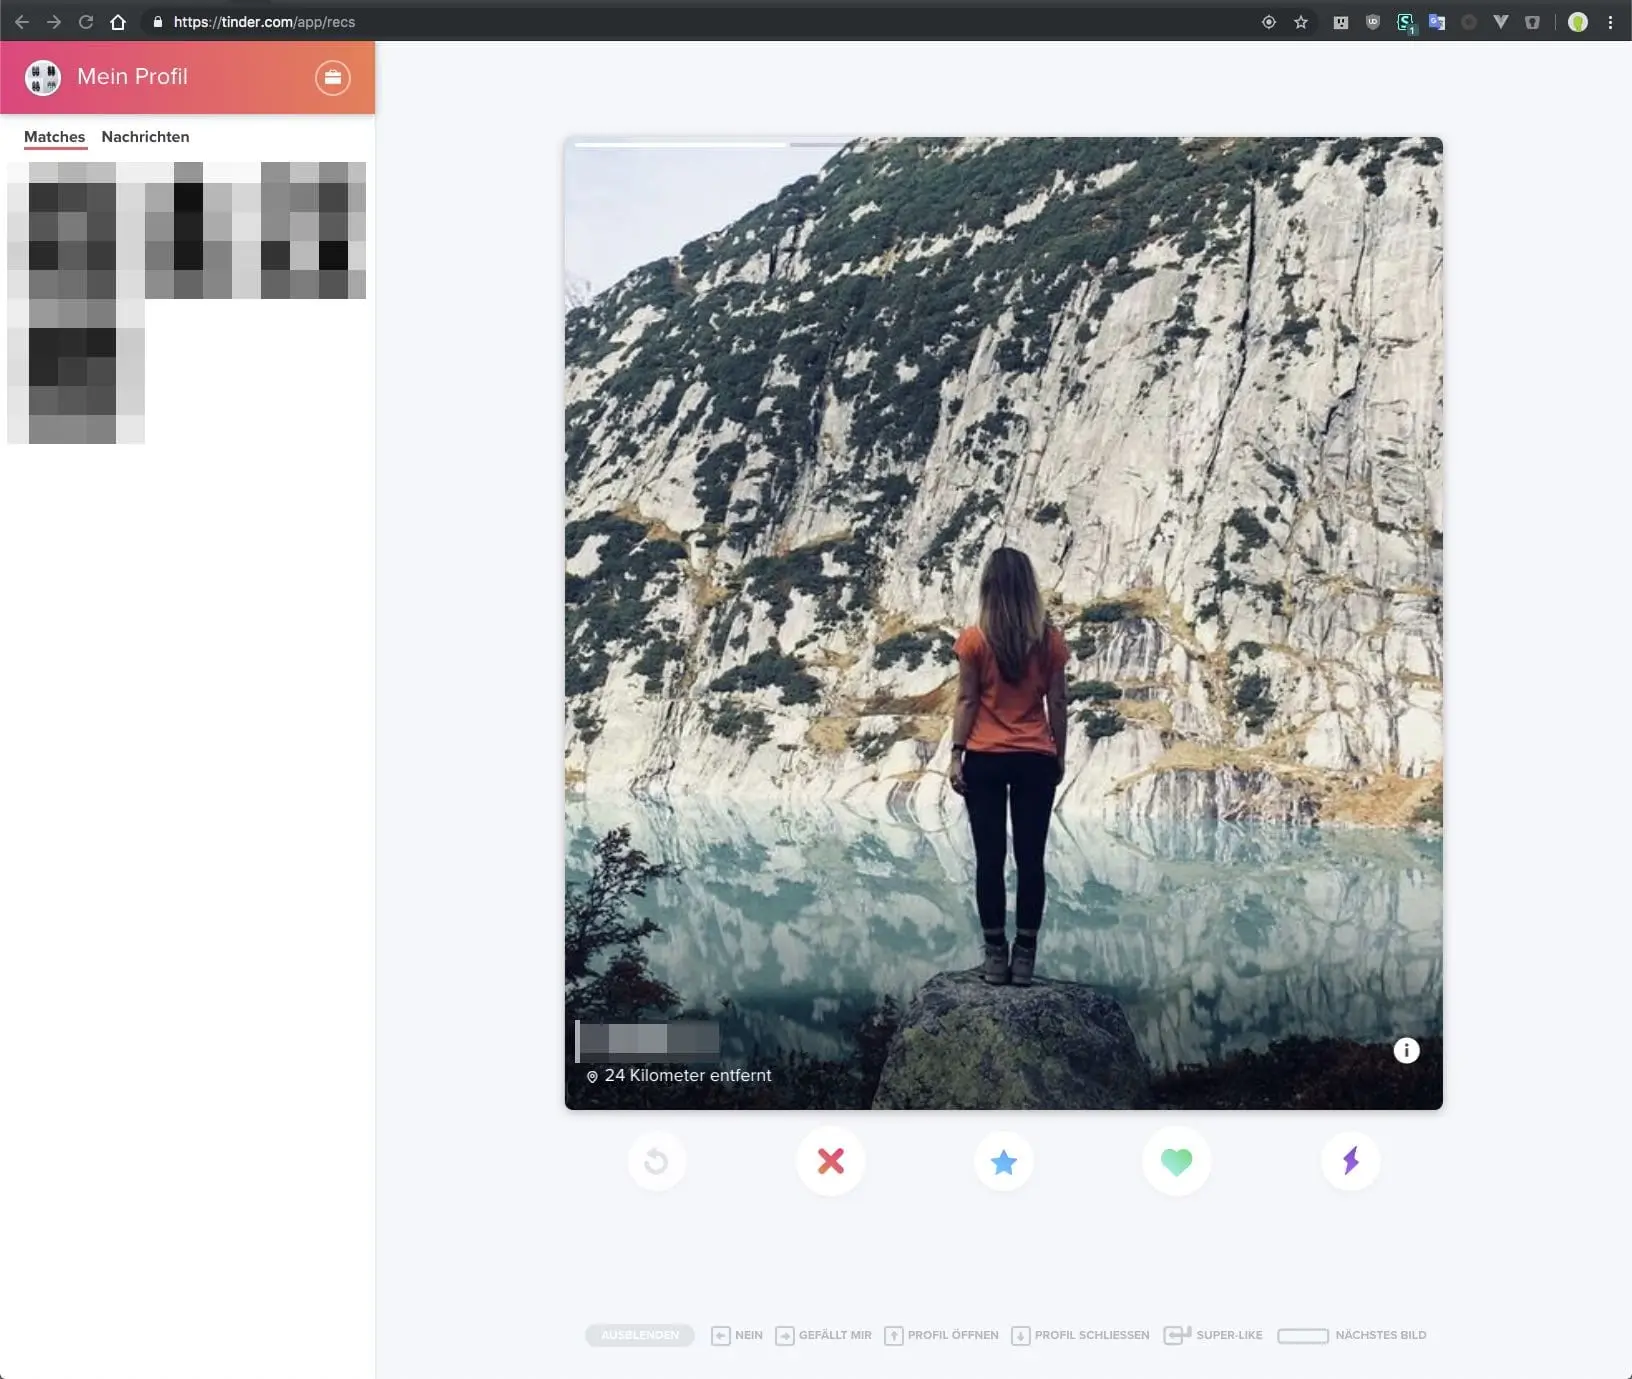 https://tinder.com/app/recs
1
Mein Profil
Matches Nachrichten
24 Kilometer entfernt
AUSBLENDEN NEIN GEFÄLLT MIR PROFIL ÖFFNEN PROFIL SCHLIESSEN SUPER-LIKE NÄCHSTES BILD